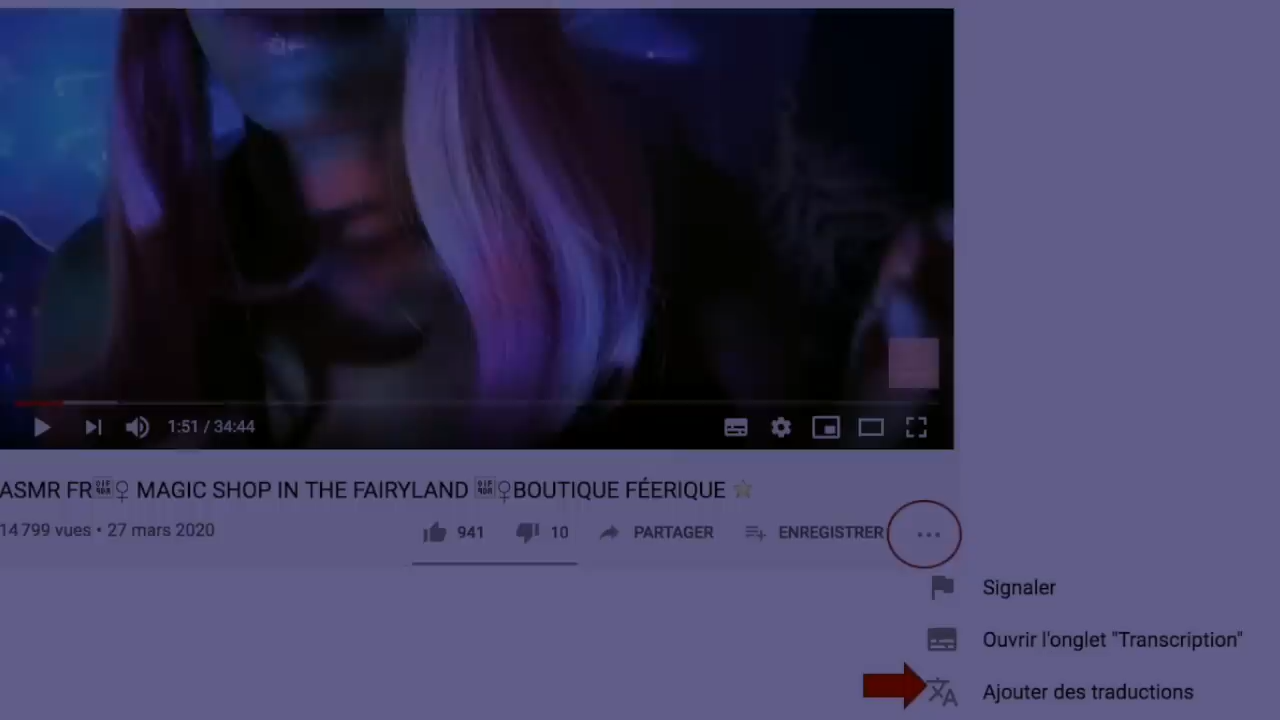 1:51 / 34:44
ASMR FR♀ MAGIC SHOP IN THE FAIRYLAND ♀BOUTIQUE FÉERIQUE ⭐
14 799 vues • 27 mars 2020
941 10 PARTAGER ENREGISTRER
Signaler
Ouvrir l'onglet "Transcription"
Ajouter des traductions